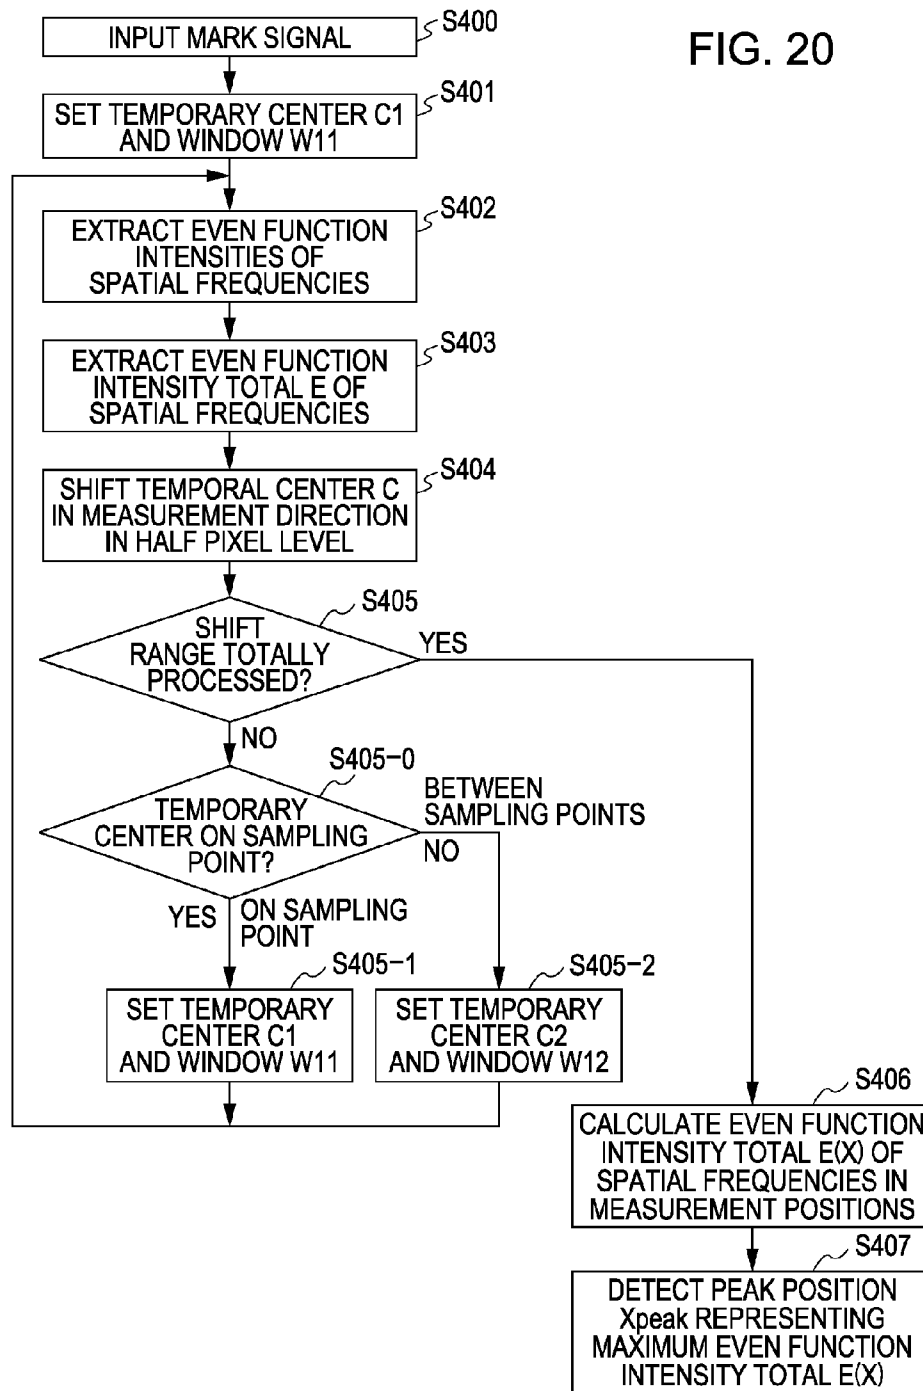 FIG. 20
S400
INPUT MARK SIGNAL
S401
SET TEMPORARY CENTER C1
AND WINDOW W11
S402
EXTRACT EVEN FUNCTION
INTENSITIES OF
SPATIAL FREQUENCIES
S403
EXTRACT EVEN FUNCTION
INTENSITY TOTAL E OF
SPATIAL FREQUENCIES
S404
SHIFT TEMPORAL CENTER C
IN MEASUREMENT DIRECTION
IN HALF PIXEL LEVEL
S405
SHIFT
RANGE TOTALLY
PROCESSED?
YES
NO
S405-0
TEMPORARY
CENTER ON SAMPLING
POINT?
BETWEEN
SAMPLING POINTS
NO
YES
ON SAMPLING
POINT
S405-1
SET TEMPORARY
CENTER C1
AND WINDOW W11
S405-2
SET TEMPORARY
CENTER C2
AND WINDOW W12
S406
CALCULATE EVEN FUNCTION
INTENSITY TOTAL E(X) OF
SPATIAL FREQUENCIES IN
MEASUREMENT POSITIONS
S407
DETECT PEAK POSITION
Xpeak REPRESENTING
MAXIMUM EVEN FUNCTION
INTENSITY TOTAL E(X)